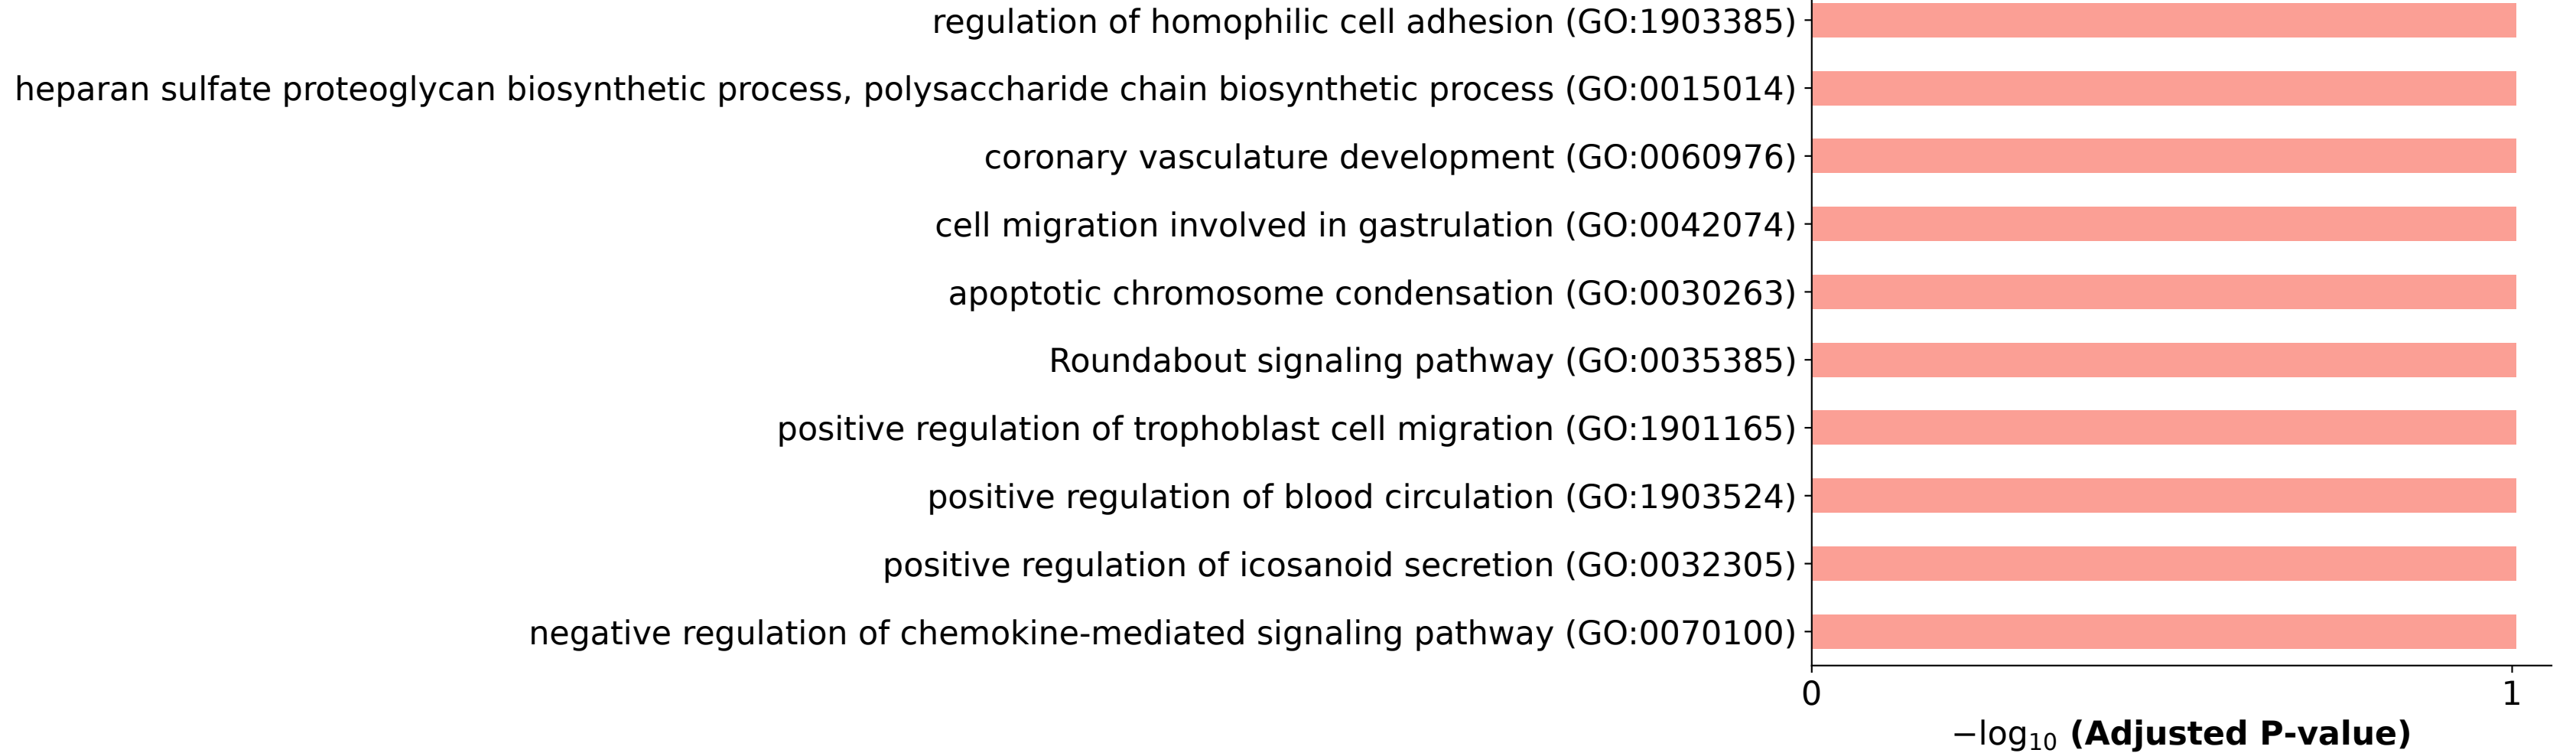 regulation of homophilic cell adhesion (GO:1903385)
heparan sulfate proteoglycan biosynthetic process, polysaccharide chain biosynthetic process (GO:0015014)
coronary vasculature development (GO:0060976)
cell migration involved in gastrulation (GO:0042074)
apoptotic chromosome condensation (GO:0030263)
Roundabout signaling pathway (GO:0035385)
positive regulation of trophoblast cell migration (GO:1901165)
positive regulation of blood circulation (GO:1903524)
positive regulation of icosanoid secretion (GO:0032305)
negative regulation of chemokine-mediated signaling pathway (GO:0070100)
0 1
−log₁₀ (Adjusted P-value)